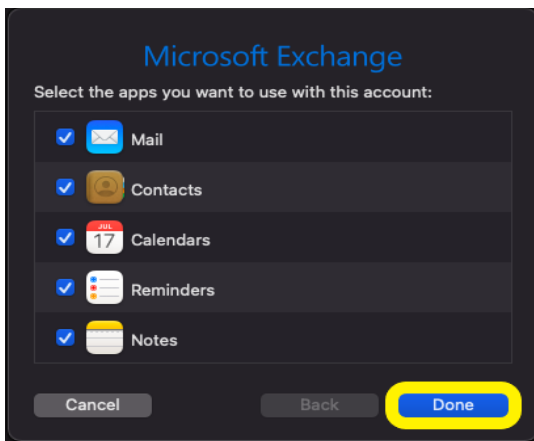 Microsoft Exchange
Select the apps you want to use with this account:
Mail
Contacts
JUL
17
Calendars
Reminders
Notes
Cancel
Back
Done